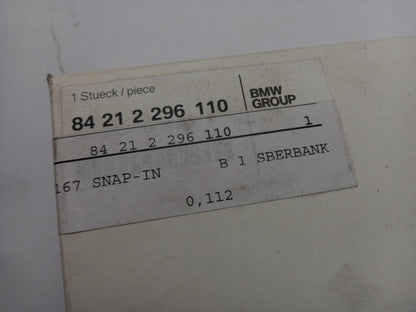 1 Stueck / piece
84 21 2 296 110
BMW
GROUP
84 21 2 296 110 1
167 SNAP-IN B 1 SBERBANK
0,112